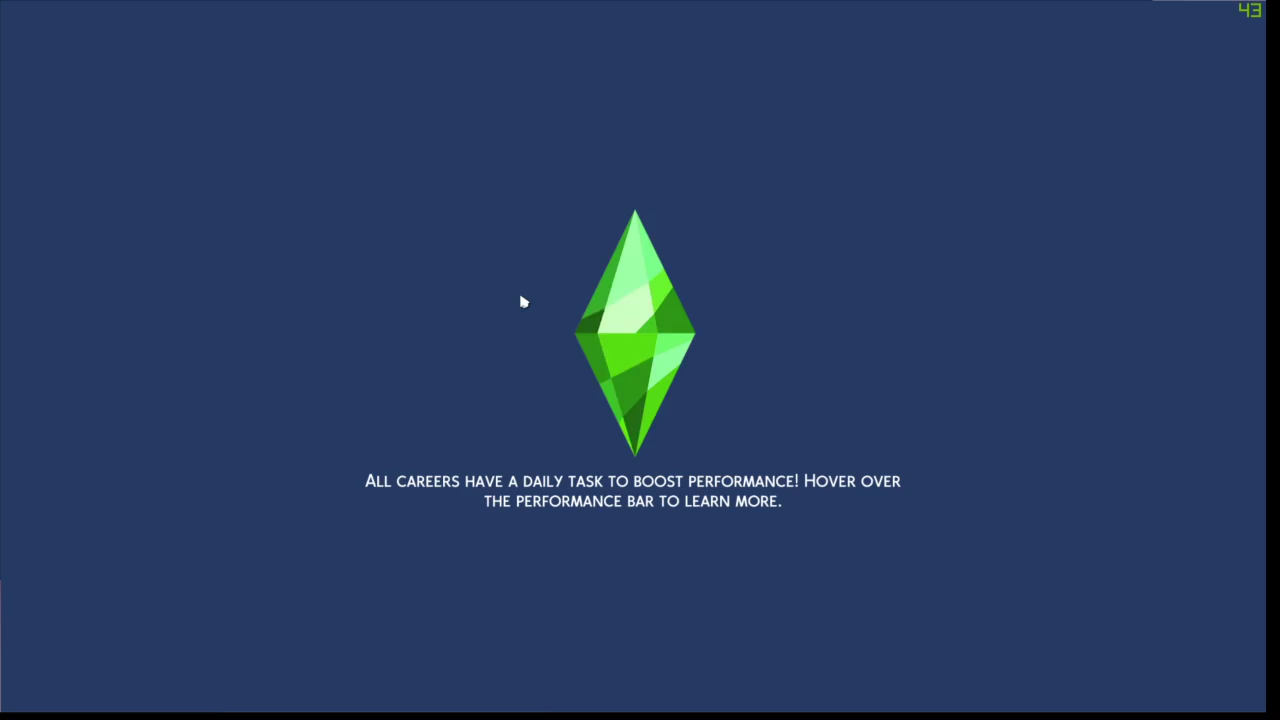 43
All careers have a daily task to boost performance! Hover over
the performance bar to learn more.